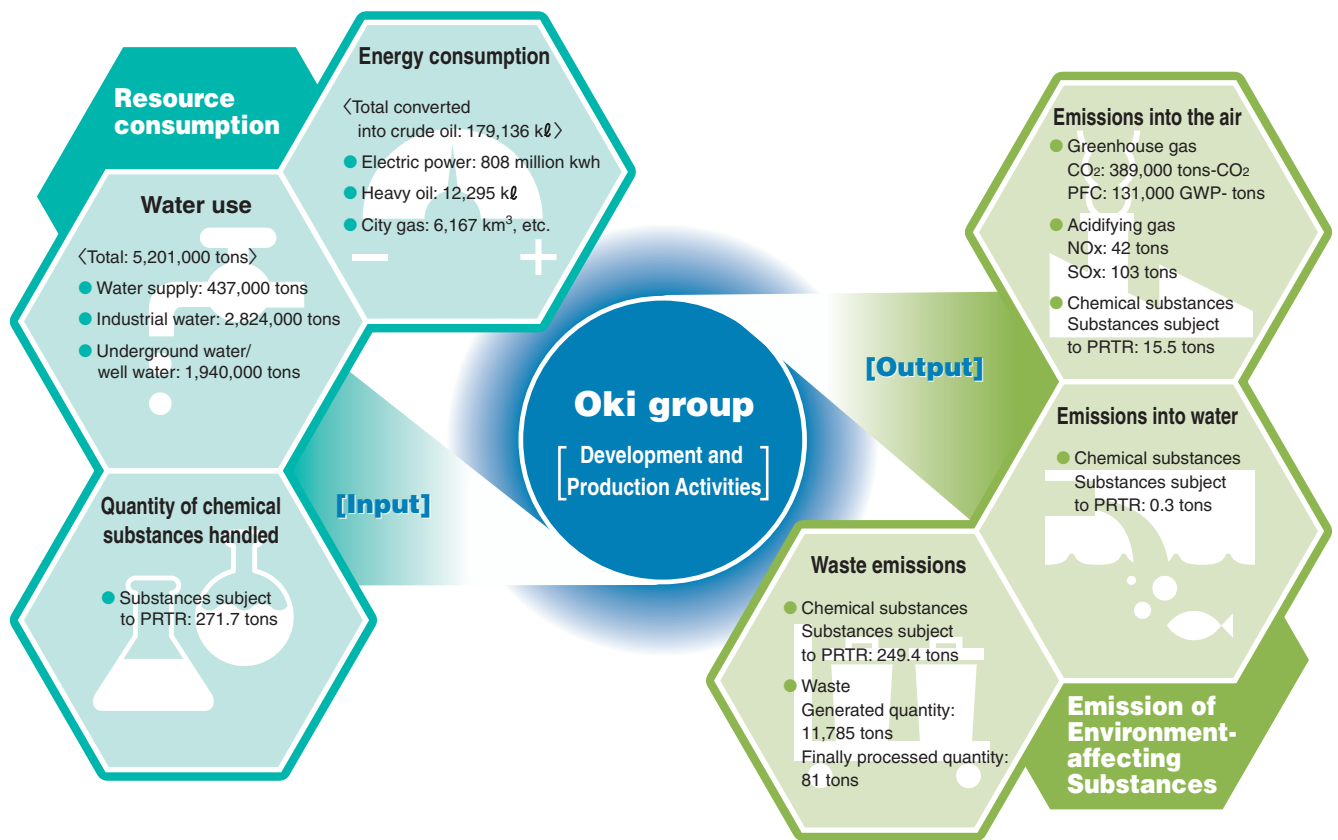 Resource
consumption
Energy consumption
〈Total converted
into crude oil: 179,136 kℓ〉
● Electric power: 808 million kwh
● Heavy oil: 12,295 kℓ
● City gas: 6,167 km³, etc.
Water use
〈Total: 5,201,000 tons〉
● Water supply: 437,000 tons
● Industrial water: 2,824,000 tons
● Underground water/
well water: 1,940,000 tons
Quantity of chemical
substances handled
● Substances subject
to PRTR: 271.7 tons
[Input]
Oki group
[Development and
Production Activities]
[Output]
Emissions into the air
● Greenhouse gas
CO₂: 389,000 tons-CO₂
PFC: 131,000 GWP- tons
● Acidifying gas
NOx: 42 tons
SOx: 103 tons
● Chemical substances
Substances subject
to PRTR: 15.5 tons
Emissions into water
● Chemical substances
Substances subject
to PRTR: 0.3 tons
Waste emissions
● Chemical substances
Substances subject
to PRTR: 249.4 tons
● Waste
Generated quantity:
11,785 tons
Finally processed quantity:
81 tons
Emission of
Environment-
affecting
Substances